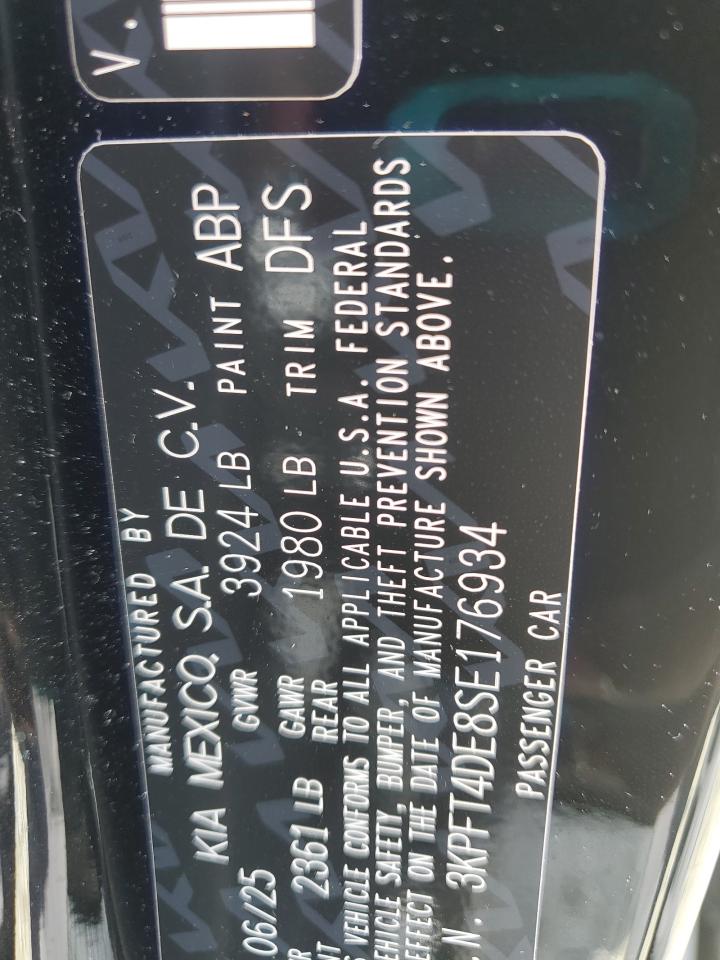 V.
MANUFACTURED BY
KIA MEXICO, S.A. DE C.V.
06/25 GVWR 3924 LB PAINT ABP
2361 LB GAWR REAR 1980 LB TRIM DFS
VEHICLE CONFORMS TO ALL APPLICABLE U.S.A. FEDERAL
VEHICLE SAFETY, BUMPER, AND THEFT PREVENTION STANDARDS
EFFECT ON THE DATE OF MANUFACTURE SHOWN ABOVE.
.N. 3KPFT4DE8SE176934
PASSENGER CAR